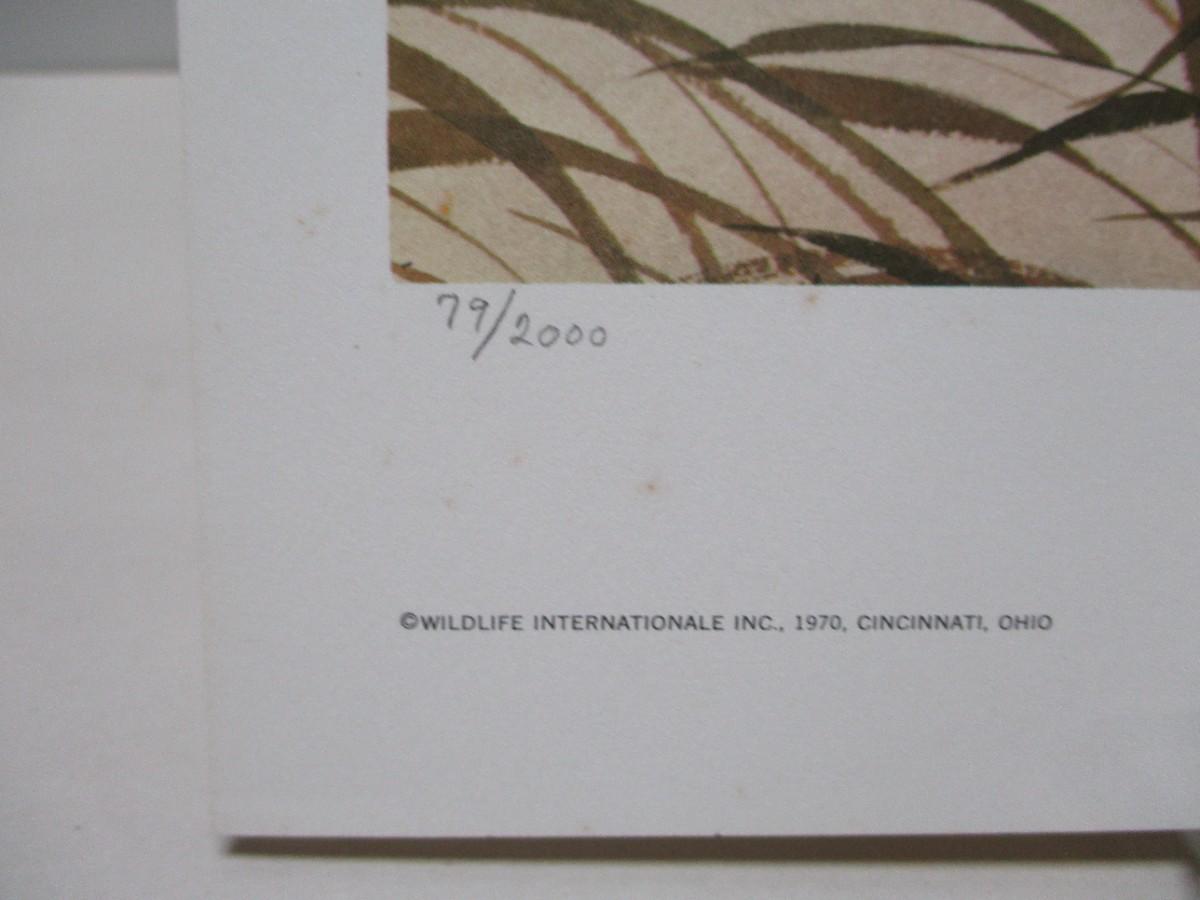 79/2000
©WILDLIFE INTERNATIONALE INC., 1970, CINCINNATI, OHIO